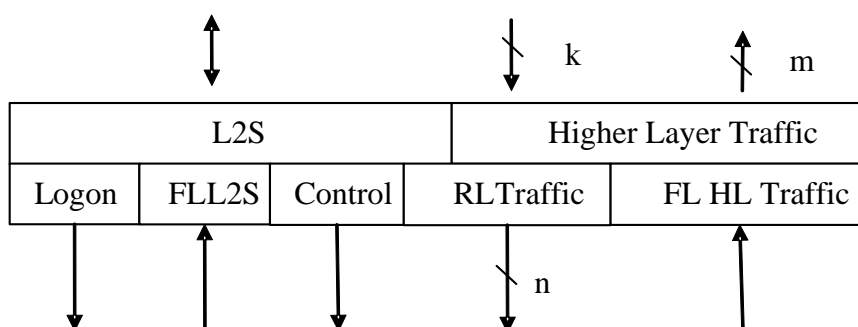 k m
L2S Higher Layer Traffic
Logon FLL2S Control RLTraffic FL HL Traffic
n